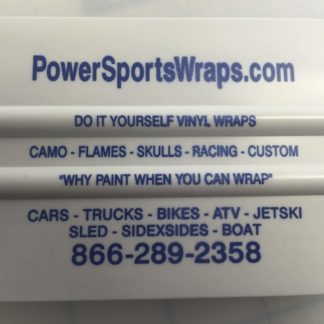 PowerSportsWraps.com
DO IT YOURSELF VINYL WRAPS
CAMO - FLAMES - SKULLS - RACING - CUSTOM
"WHY PAINT WHEN YOU CAN WRAP"
CARS - TRUCKS - BIKES - ATV - JETSKI
SLED - SIDEXSIDES - BOAT
866-289-2358